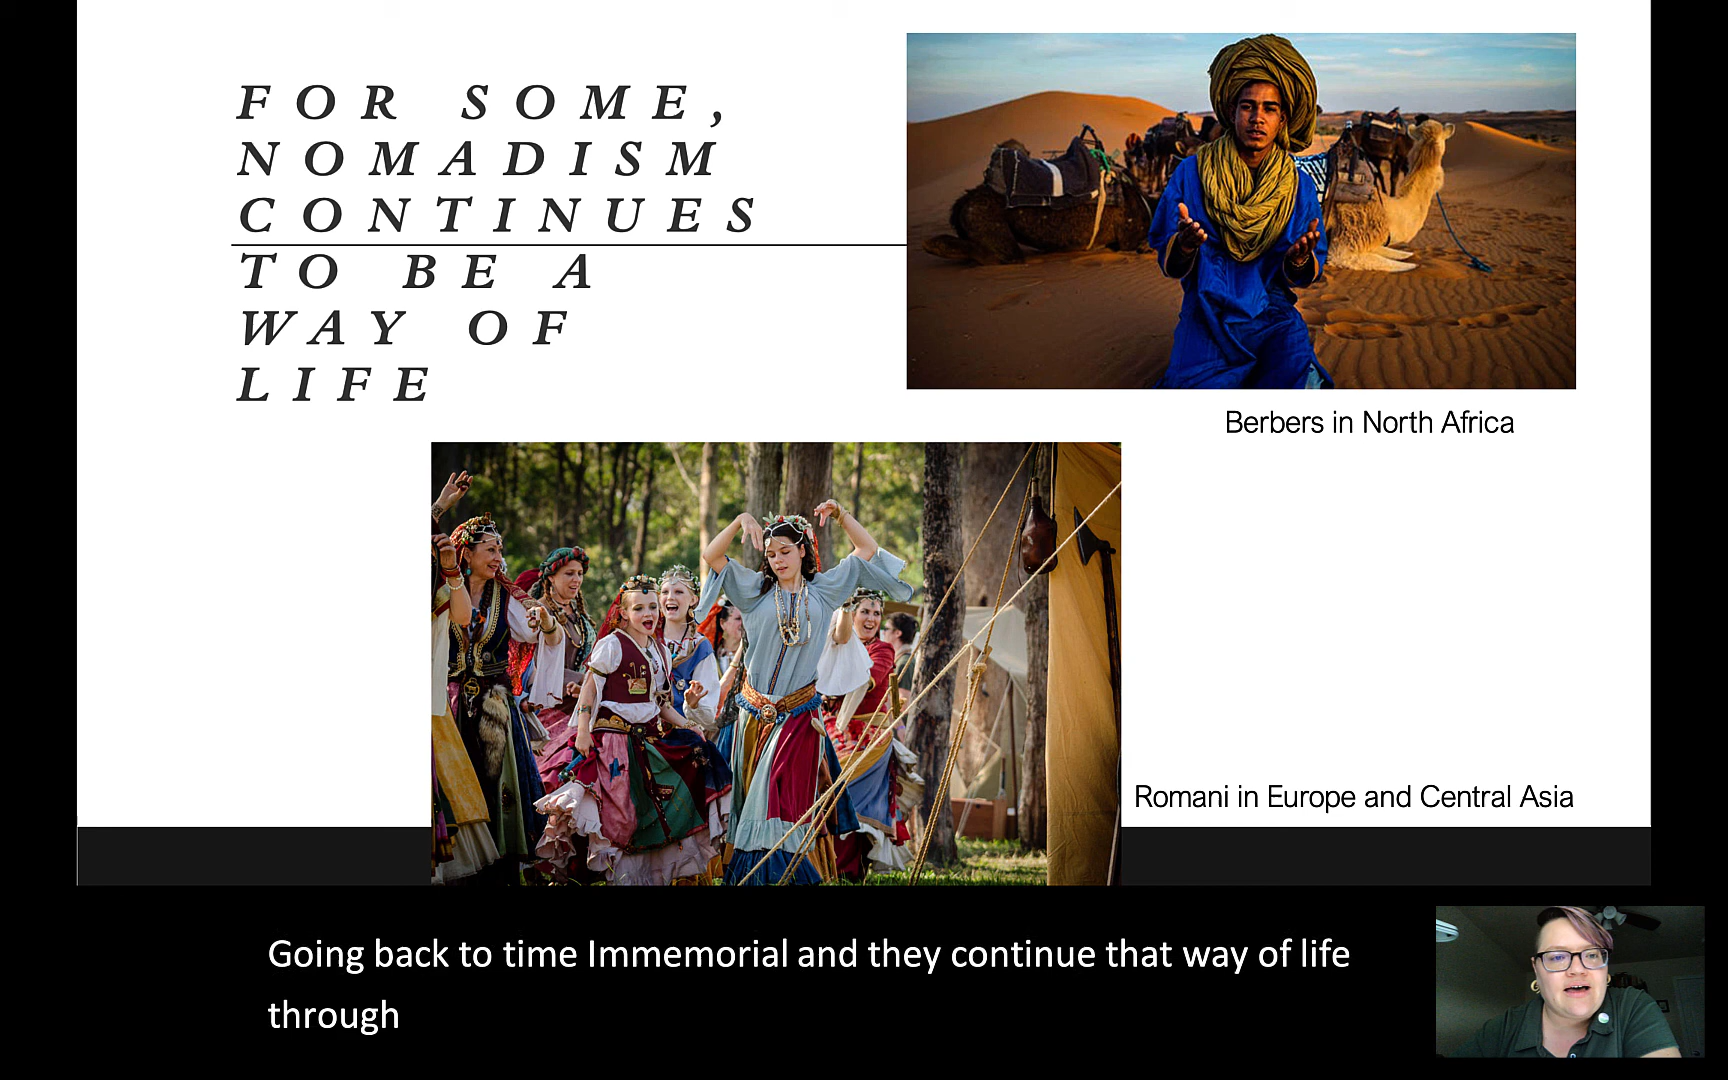 FOR SOME,
NOMADISM
CONTINUES
TO BE A
WAY OF
LIFE
Berbers in North Africa
Romani in Europe and Central Asia
Going back to time Immemorial and they continue that way of life
through